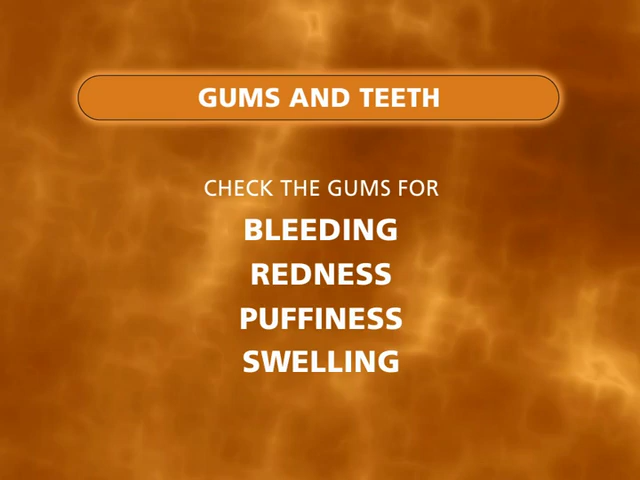 GUMS AND TEETH
CHECK THE GUMS FOR
BLEEDING
REDNESS
PUFFINESS
SWELLING